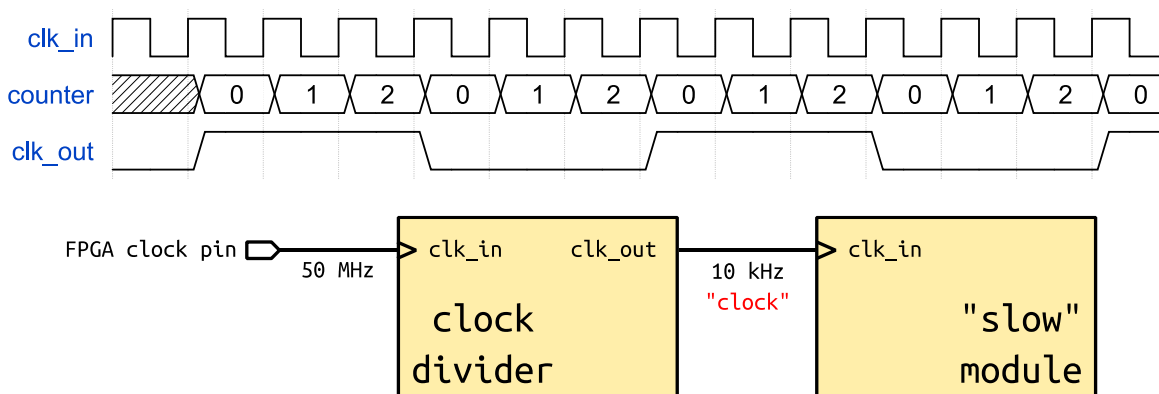 clk_in
counter 0 1 2 0 1 2 0 1 2 0 1 2 0
clk_out
FPGA clock pin
50 MHz
clk_in clk_out
clock
divider
10 kHz
"clock"
clk_in
"slow"
module